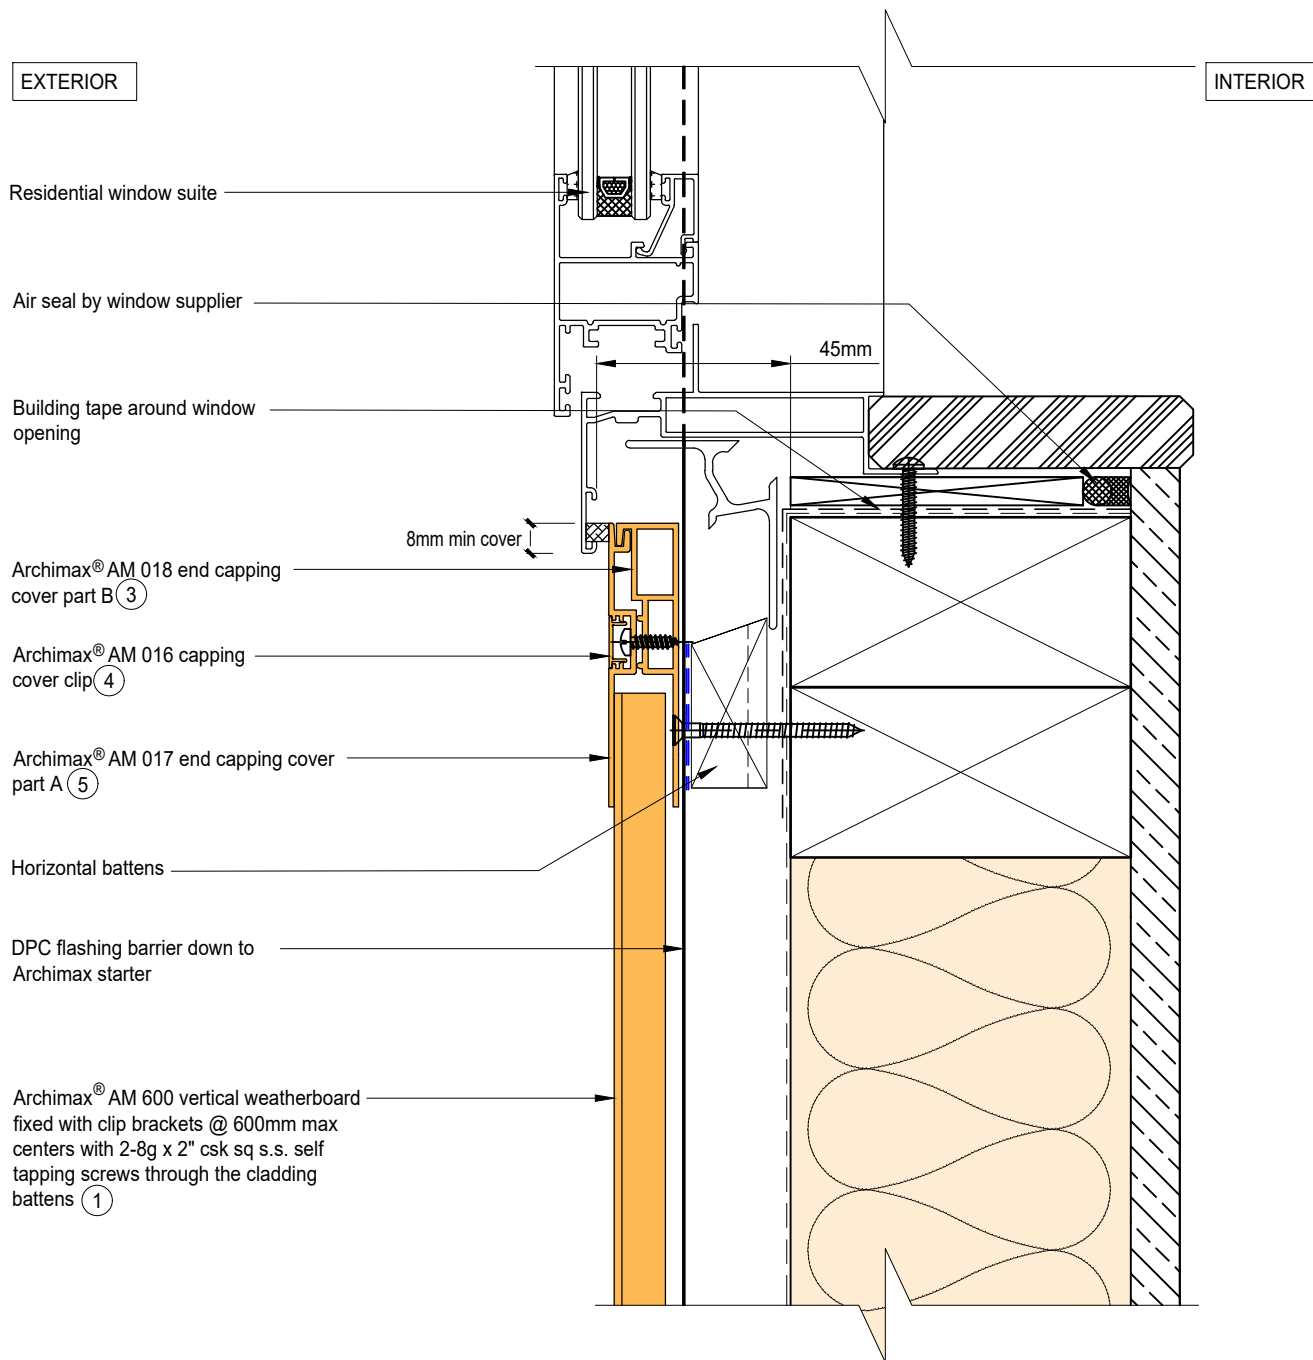 EXTERIOR
INTERIOR
Residential window suite
Air seal by window supplier
45mm
Building tape around window
opening
8mm min cover
Archimax® AM 018 end capping
cover part B 3
Archimax® AM 016 capping
cover clip 4
Archimax® AM 017 end capping cover
part A 5
Horizontal battens
DPC flashing barrier down to
Archimax starter
Archimax® AM 600 vertical weatherboard
fixed with clip brackets @ 600mm max
centers with 2-8g x 2" csk sq s.s. self
tapping screws through the cladding
battens 1